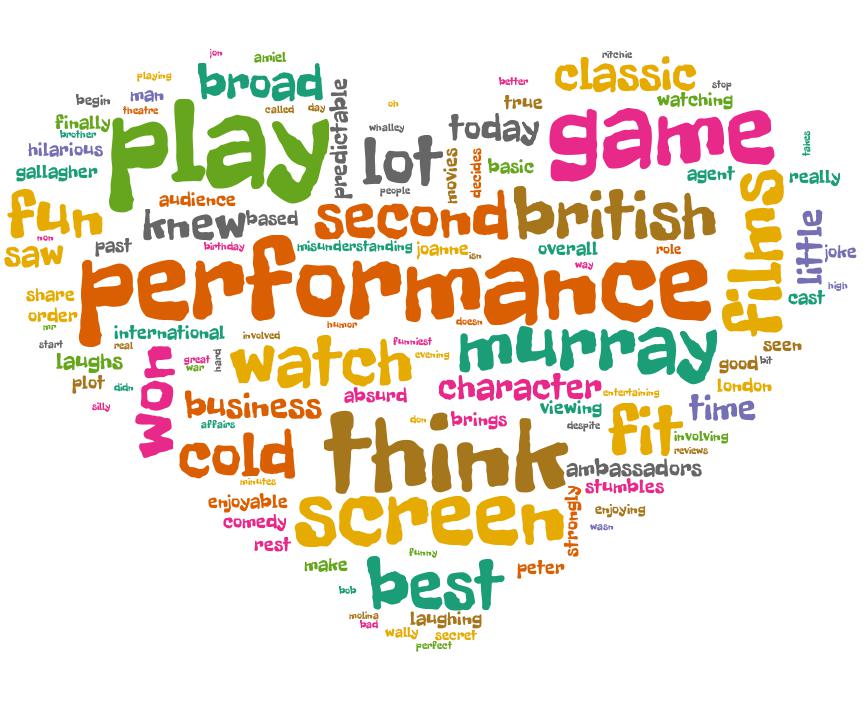 jon
ritchie
amiel
playing
broad
classic
better
stop
begin
man
true
watching
theatre
called
day
oh
finally
brother
play
predictable
whalley
today
game
takes
hilarious
lot
movies
decides
basic
gallagher
people
agent
really
audience
fun
knew
based
second
british
films
little
mon
saw
past
birthday
misunderstanding
joanne
isn
overall
role
joke
way
performance
high
share
cast
order
mr
international
humor
doesn
start
real
involved
funniest
murray
seen
laughs
great
war
hard
watch
evening
good
bit
plot
didn
won
absurd
character
entertaining
london
silly
business
viewing
time
affairs
don
brings
despite
fit
involving
reviews
cold
think
ambassadors
minutes
stumbles
enjoyable
screen
strongly
enjoying
comedy
wasn
rest
funny
make
best
peter
bob
molina
bad
laughing
wally
secret
perfect